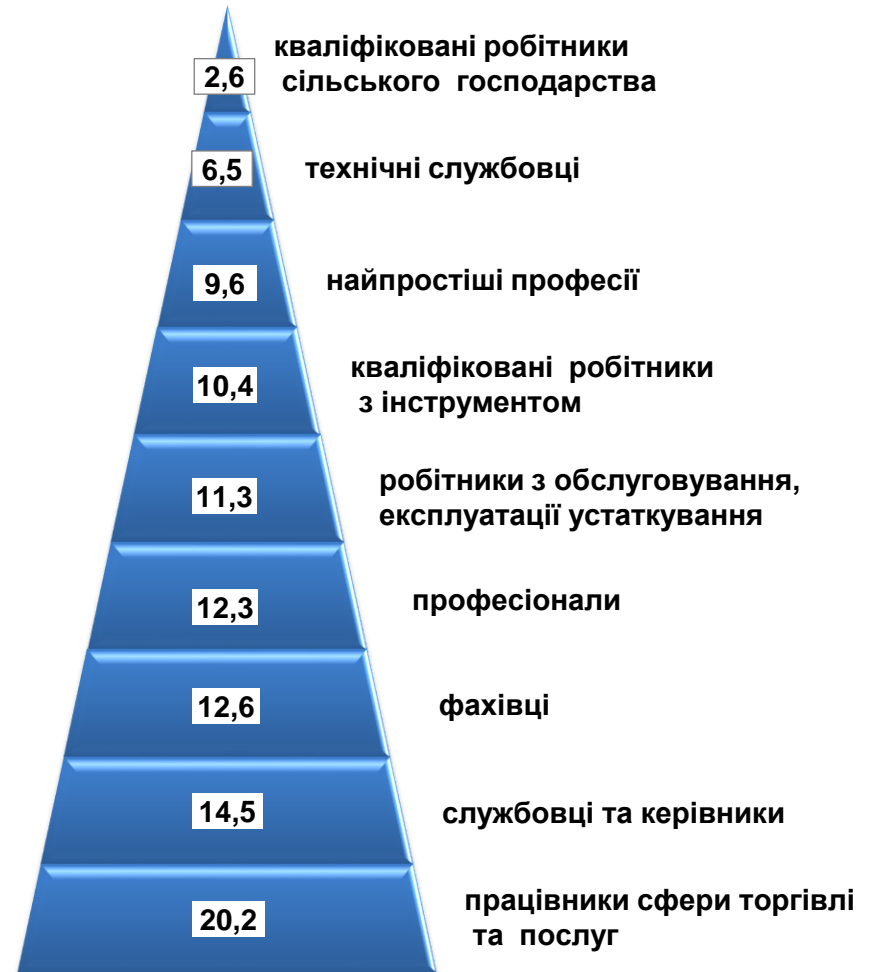 кваліфіковані робітники
2,6
сільського господарства
6,5
технічні службовці
9,6
найпростіші професії
кваліфіковані робітники
10,4
з інструментом
робітники з обслуговування,
11,3
експлуатації устаткування
12,3
професіонали
12,6
фахівці
14,5
службовці та керівники
працівники сфери торгівлі
20,2
та послуг